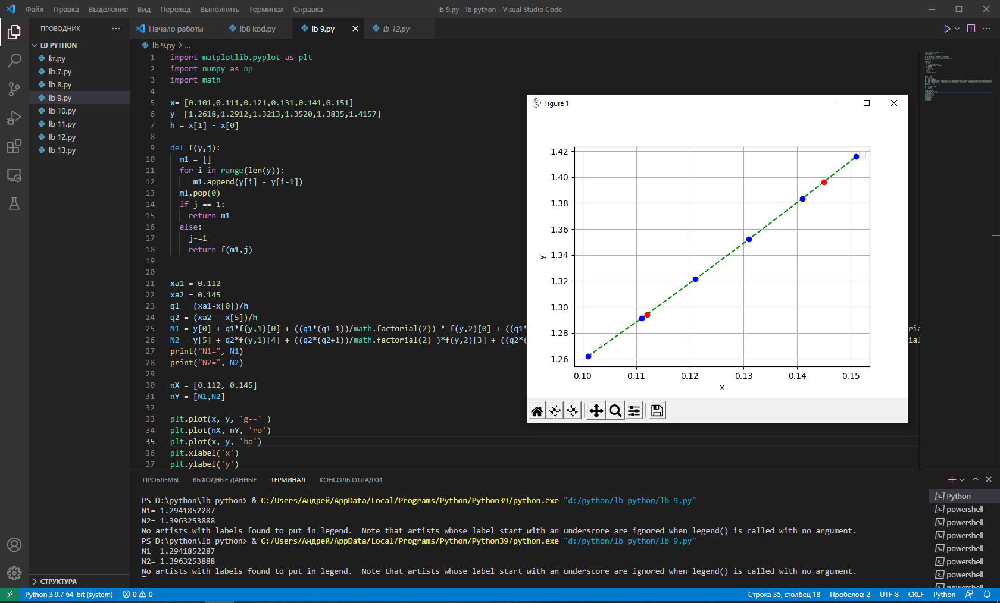 Файл Правка Выделение Вид Переход Выполнить Терминал Справка
lb 9.py - lb python - Visual Studio Code
ПРОВОДНИК
LB PYTHON
kr.py
lb 7.py
lb 8.py
lb 9.py
lb 10.py
lb 11.py
lb 12.py
lb 13.py
СТРУКТУРА
Начало работы lb8 kod.py lb 9.py lb 12.py
lb 9.py > ...
1 import matplotlib.pyplot as plt
2 import numpy as np
3 import math
4
5 x= [0.101,0.111,0.121,0.131,0.141,0.151]
6 y= [1.2618,1.2912,1.3213,1.3520,1.3835,1.4157]
7 h = x[1] - x[0]
8
9 def f(y,j):
10 m1 = []
11 for i in range(len(y)):
12 m1.append(y[i] - y[i-1])
13 m1.pop(0)
14 if j == 1:
15 return m1
16 else:
17 j-=1
18 return f(m1,j)
19
20
21 xa1 = 0.112
22 xa2 = 0.145
23 q1 = (xa1-x[0])/h
24 q2 = (xa2 - x[5])/h
25 N1 = y[0] + q1*f(y,1)[0] + ((q1*(q1-1))/math.factorial(2)) * f(y,2)[0] + ((q1* ria
26 N2 = y[5] + q2*f(y,1)[4] + ((q2*(q2+1))/math.factorial(2) )*f(y,2)[3] + ((q2*( ial
27 print("N1=", N1)
28 print("N2=", N2)
29
30 nX = [0.112, 0.145]
31 nY = [N1,N2]
32
33 plt.plot(x, y, 'g--' )
34 plt.plot(nX, nY, 'ro')
35 plt.plot(x, y, 'bo')
36 plt.xlabel('x')
37 plt.ylabel('y')
Figure 1
1.42
1.40
1.38
1.36
1.34
1.32
1.30
1.28
1.26
y
0.10 0.11 0.12 0.13 0.14 0.15
x
ПРОБЛЕМЫ ВЫХОДНЫЕ ДАННЫЕ ТЕРМИНАЛ КОНСОЛЬ ОТЛАДКИ
PS D:\python\lb python> & C:/Users/Андрей/AppData/Local/Programs/Python/Python39/python.exe "d:/python/lb python/lb 9.py"
N1= 1.2941852287
N2= 1.3963253888
No artists with labels found to put in legend.  Note that artists whose label start with an underscore are ignored when legend() is called with no argument.
PS D:\python\lb python> & C:/Users/Андрей/AppData/Local/Programs/Python/Python39/python.exe "d:/python/lb python/lb 9.py"
N1= 1.2941852287
N2= 1.3963253888
No artists with labels found to put in legend.  Note that artists whose label start with an underscore are ignored when legend() is called with no argument.
Python
powershell
powershell
powershell
powershell
powershell
powershell
powershell
Python 3.9.7 64-bit (system) 0 0 Строка 35, столбец 18 Пробелов: 2 UTF-8 CRLF Python